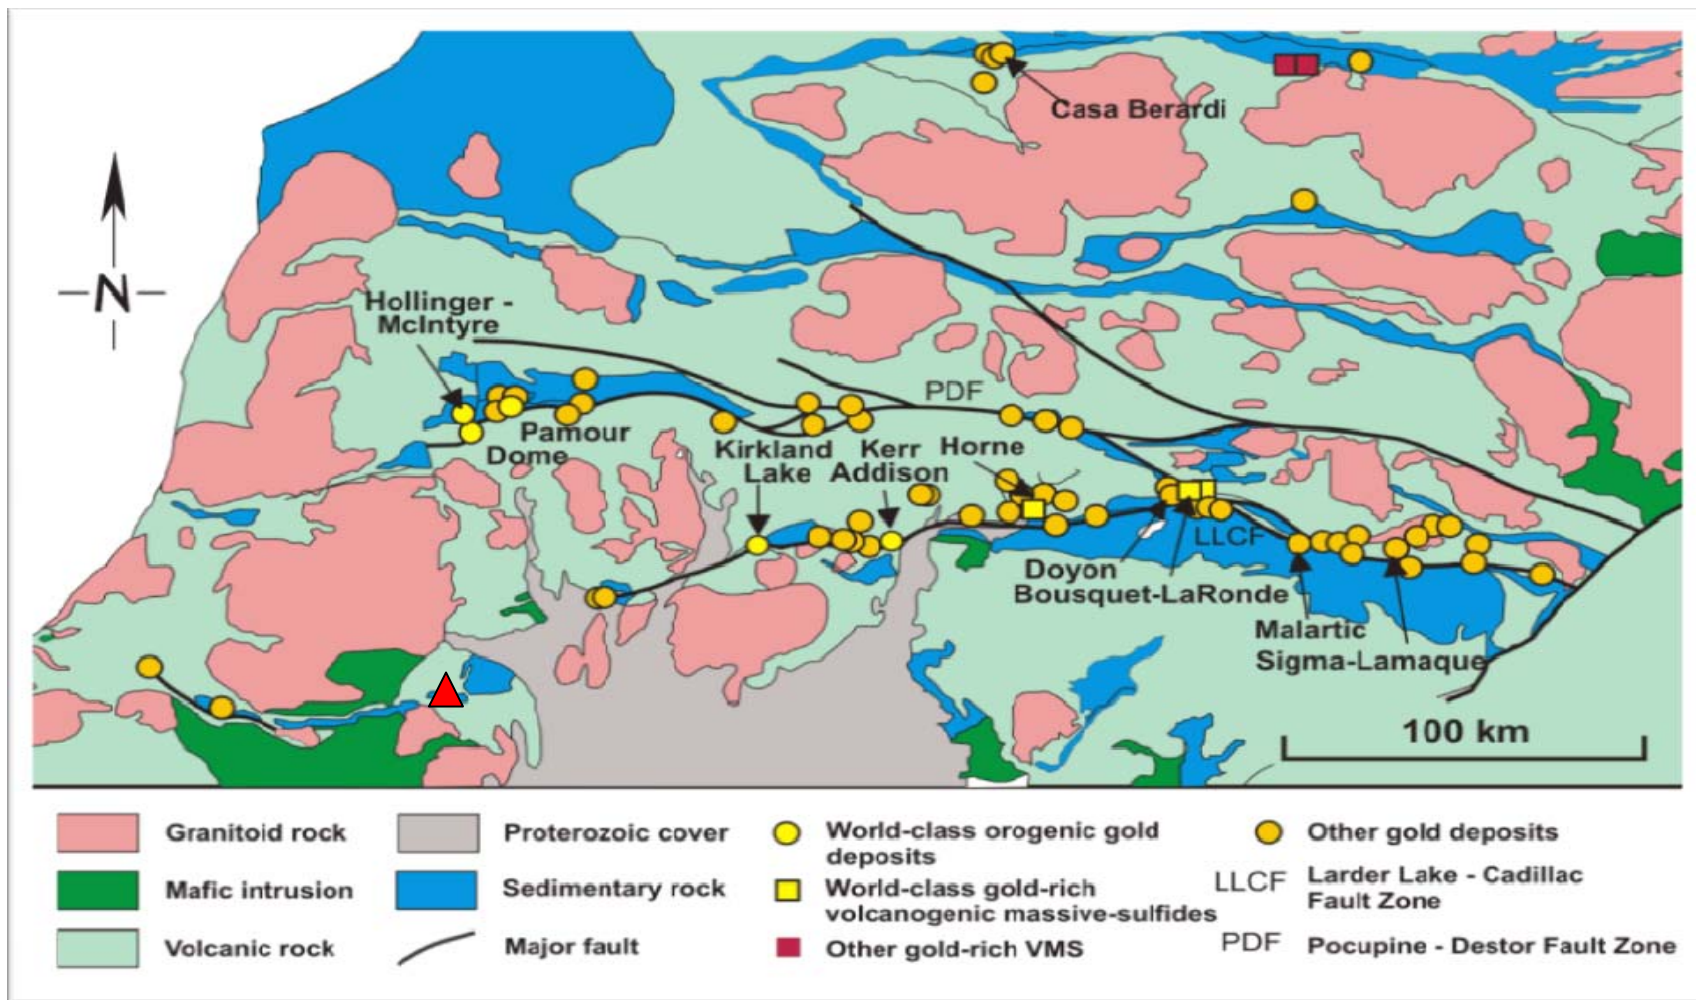 Casa Berardi
N
Hollinger -
McIntyre
PDF
Pamour
Dome
Kirkland
Lake
Kerr
Addison
Horne
LLCF
Doyon
Bousquet-LaRonde
Malartic
Sigma-Lamaque
100 km
Granitoid rock
Mafic intrusion
Volcanic rock
Proterozoic cover
Sedimentary rock
Major fault
World-class orogenic gold
deposits
World-class gold-rich
volcanogenic massive-sulfides
Other gold-rich VMS
Other gold deposits
LLCF Larder Lake - Cadillac
Fault Zone
PDF Pocupine - Destor Fault Zone